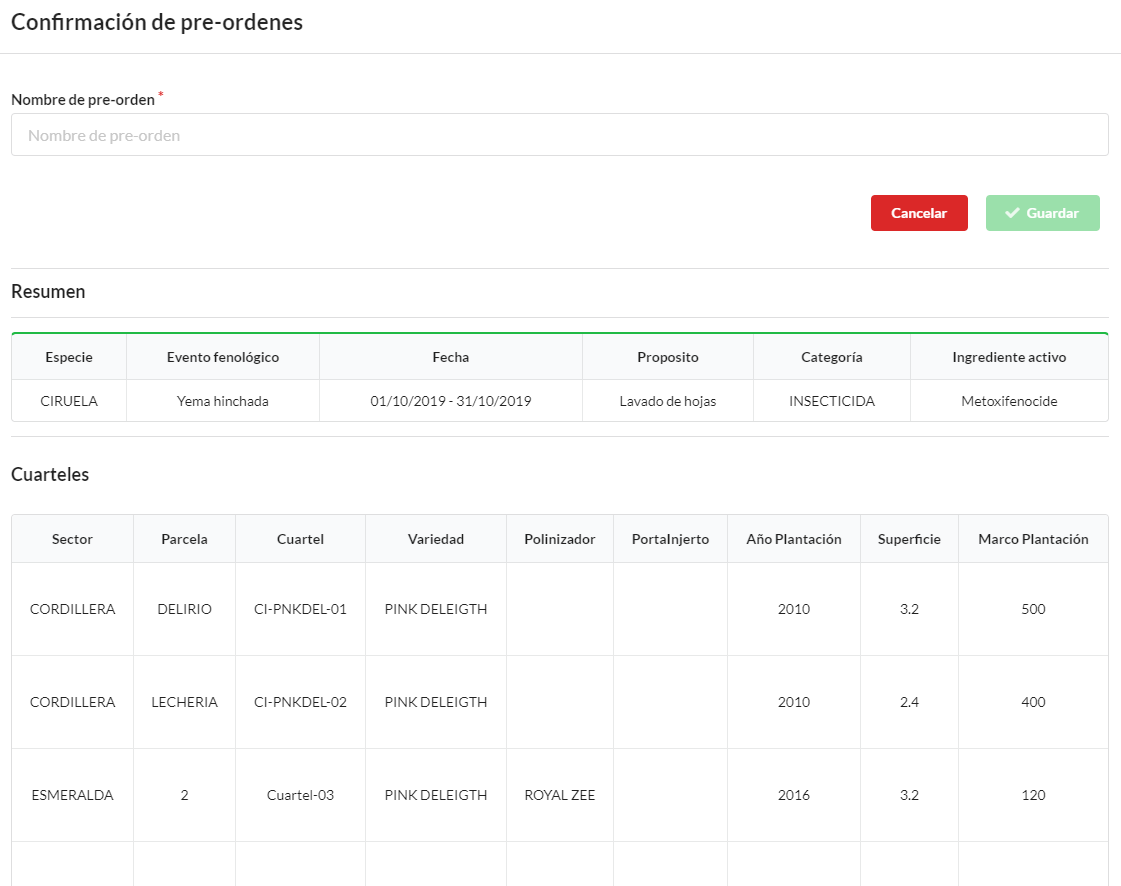 Confirmación de pre-ordenes
Nombre de pre-orden *
Nombre de pre-orden
Cancelar Guardar
Resumen
Especie Evento fenológico Fecha Proposito Categoría Ingrediente activo
CIRUELA Yema hinchada 01/10/2019 - 31/10/2019 Lavado de hojas INSECTICIDA Metoxifenocide
Cuarteles
Sector Parcela Cuartel Variedad Polinizador PortaInjerto Año Plantación Superficie Marco Plantación
CORDILLERA DELIRIO CI-PNKDEL-01 PINK DELEIGTH 2010 3.2 500
CORDILLERA LECHERIA CI-PNKDEL-02 PINK DELEIGTH 2010 2.4 400
ESMERALDA 2 Cuartel-03 PINK DELEIGTH ROYAL ZEE 2016 3.2 120